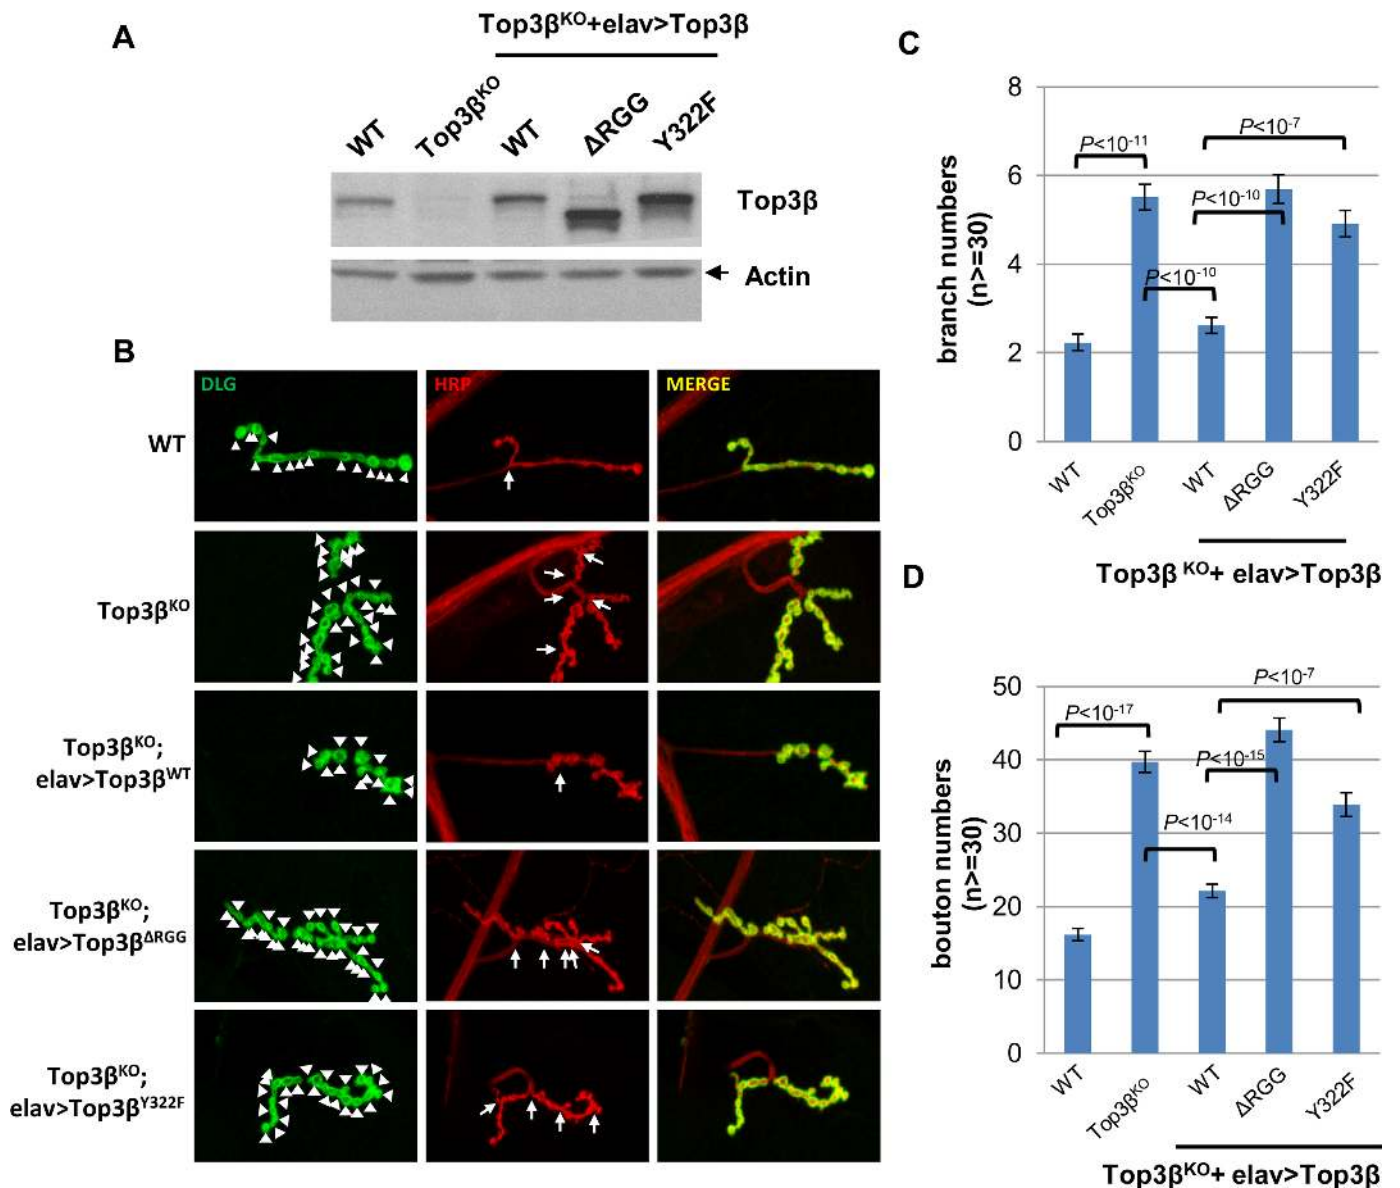 A
Top3β^KO+elav>Top3β
WT
Top3β^KO
WT
ΔRGG
Y322F
Top3β
Actin
B
DLG
HRP
MERGE
WT
Top3β^KO
Top3β^KO;
elav>Top3β^WT
Top3β^KO;
elav>Top3β^ΔRGG
Top3β^KO;
elav>Top3β^Y322F
C
branch numbers
(n>=30)
8
6
4
2
0
P<10^-11
P<10^-10
P<10^-10
P<10^-7
WT
Top3β^KO
WT
ΔRGG
Y322F
Top3β ^KO+ elav>Top3β
D
bouton numbers
(n>=30)
50
40
30
20
10
0
P<10^-17
P<10^-14
P<10^-15
P<10^-7
WT
Top3β^KO
WT
ΔRGG
Y322F
Top3β^KO+ elav>Top3β